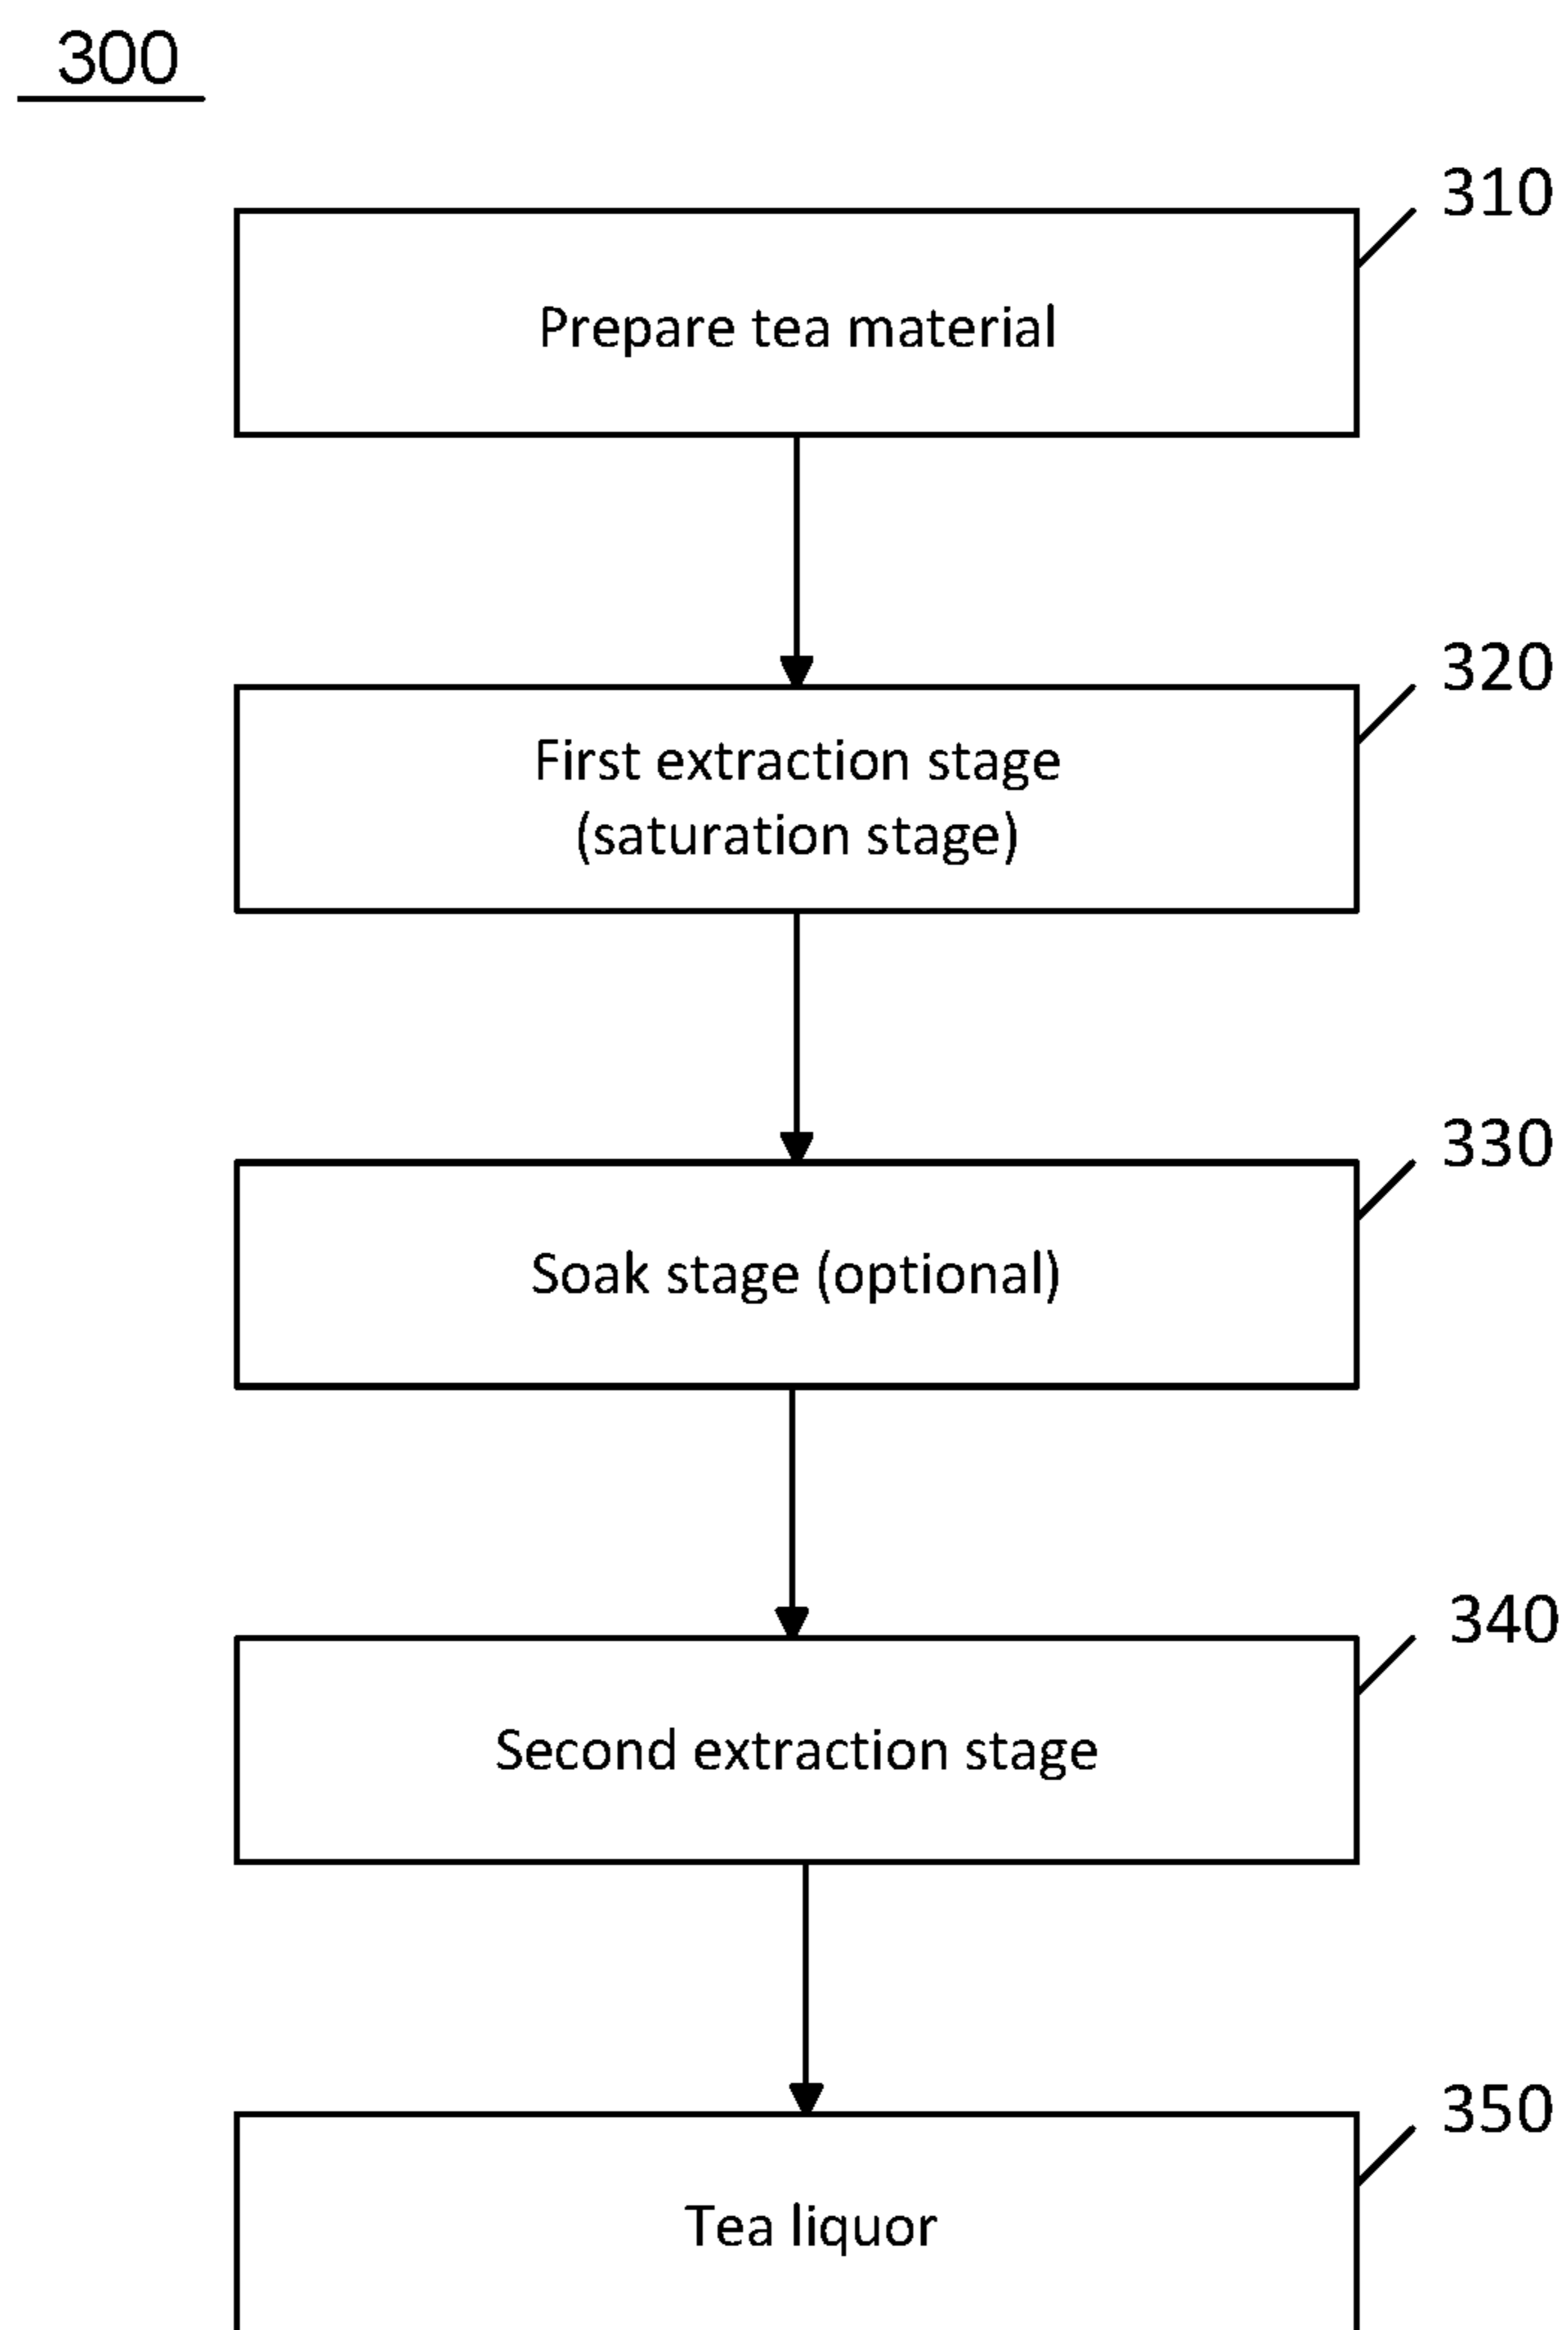 300
310
Prepare tea material
320
First extraction stage
(saturation stage)
330
Soak stage (optional)
340
Second extraction stage
350
Tea liquor